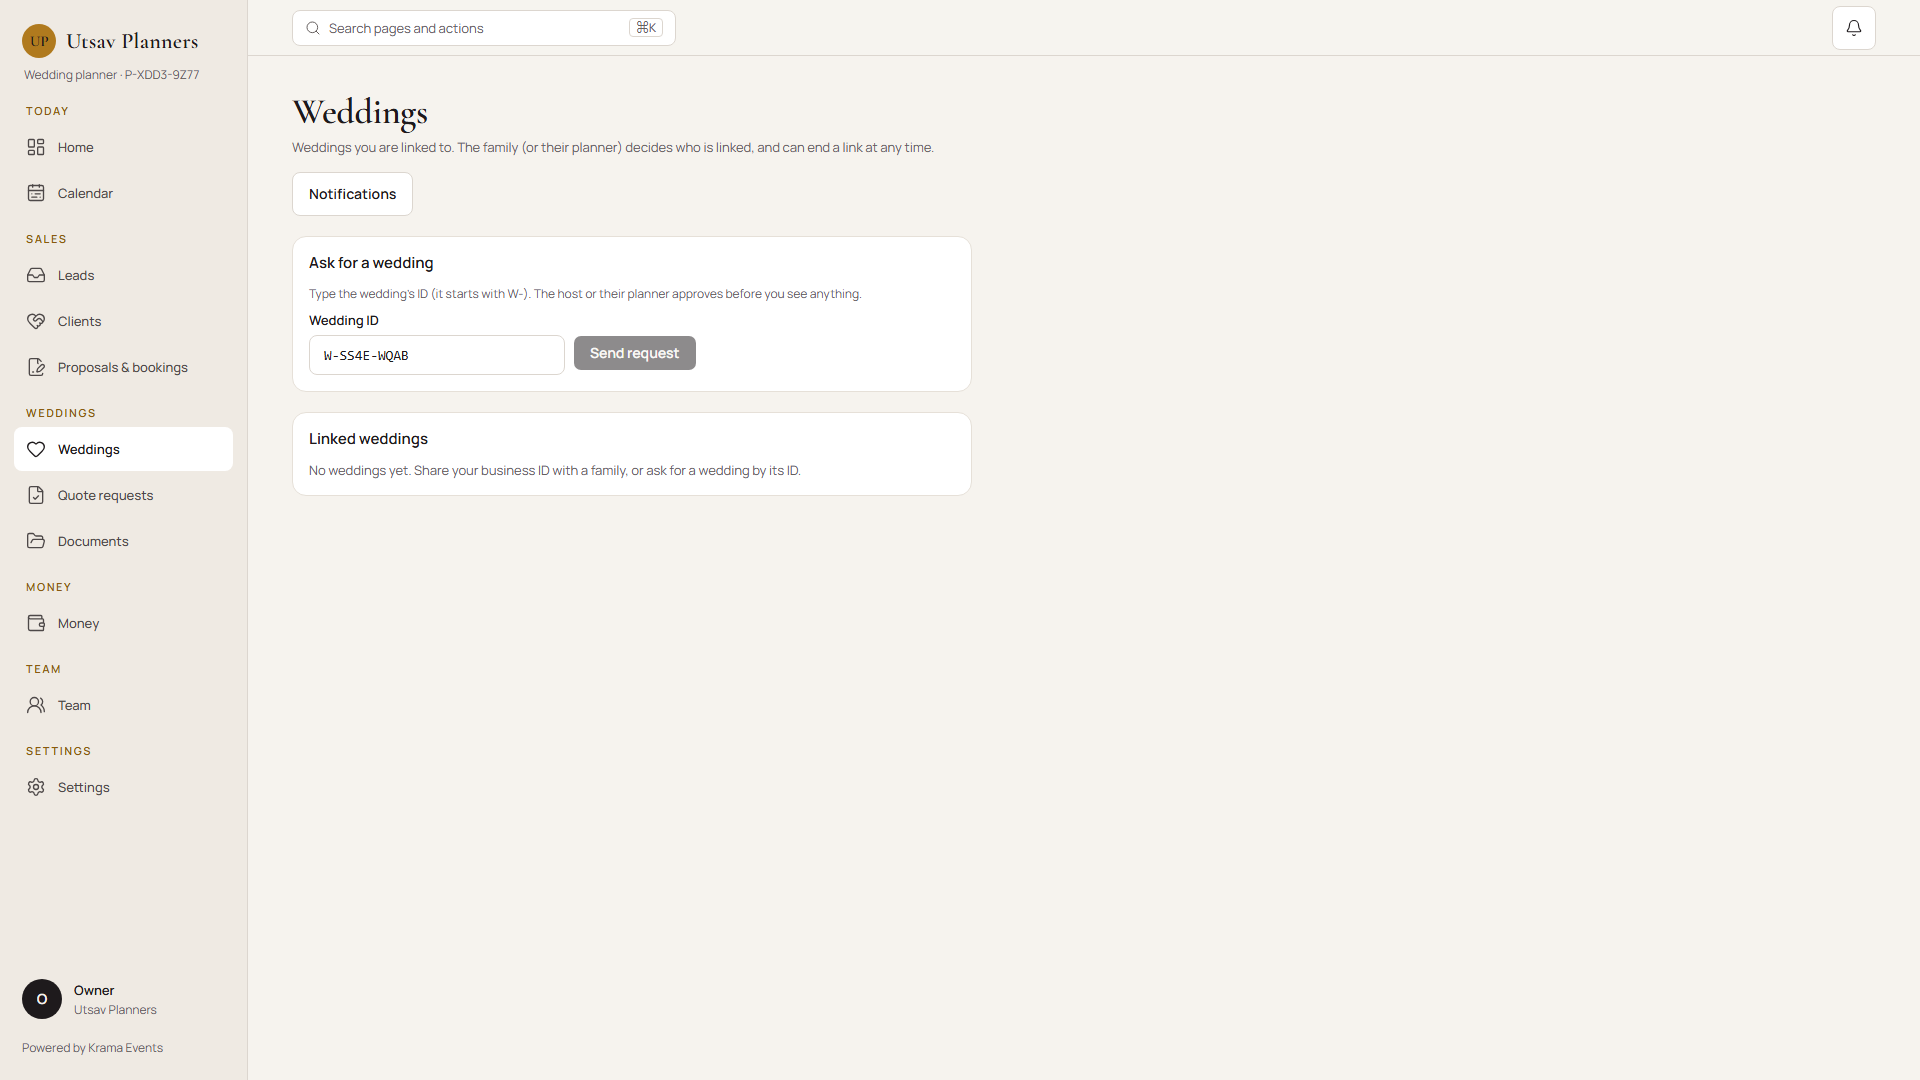 UP Utsav Planners
Wedding planner · P-XDD3-9Z77
TODAY
Home
Calendar
SALES
Leads
Clients
Proposals & bookings
WEDDINGS
Weddings
Quote requests
Documents
MONEY
Money
TEAM
Team
SETTINGS
Settings
O
Owner
Utsav Planners
Powered by Krama Events
Search pages and actions ⌘K
Weddings
Weddings you are linked to. The family (or their planner) decides who is linked, and can end a link at any time.
Notifications
Ask for a wedding
Type the wedding's ID (it starts with W-). The host or their planner approves before you see anything.
Wedding ID
W-SS4E-WQAB
Send request
Linked weddings
No weddings yet. Share your business ID with a family, or ask for a wedding by its ID.